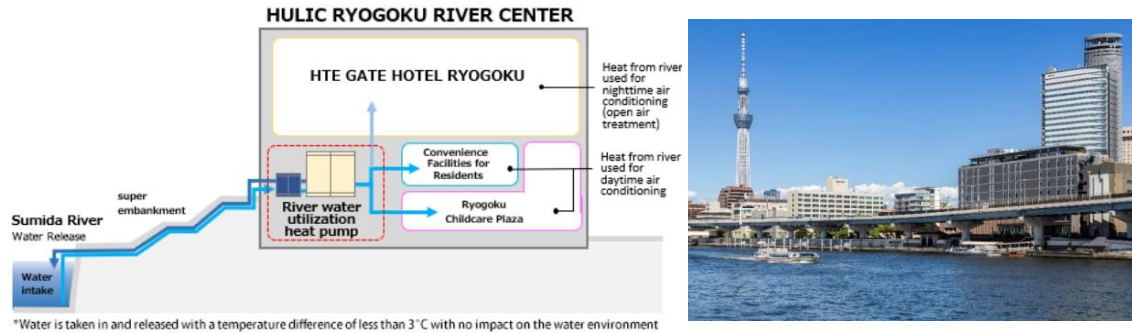 HULIC RYOGOKU RIVER CENTER
HTE GATE HOTEL RYOGOKU
Heat from river
used for
nighttime air
conditioning
(open air
treatment)
Convenience
Facilities for
Residents
Heat from river
used for
daytime air
conditioning
Ryogoku
Childcare Plaza
River water
utilization
heat pump
super
embankment
Sumida River
Water Release
Water
intake
*Water is taken in and released with a temperature difference of less than 3°C with no impact on the water environment